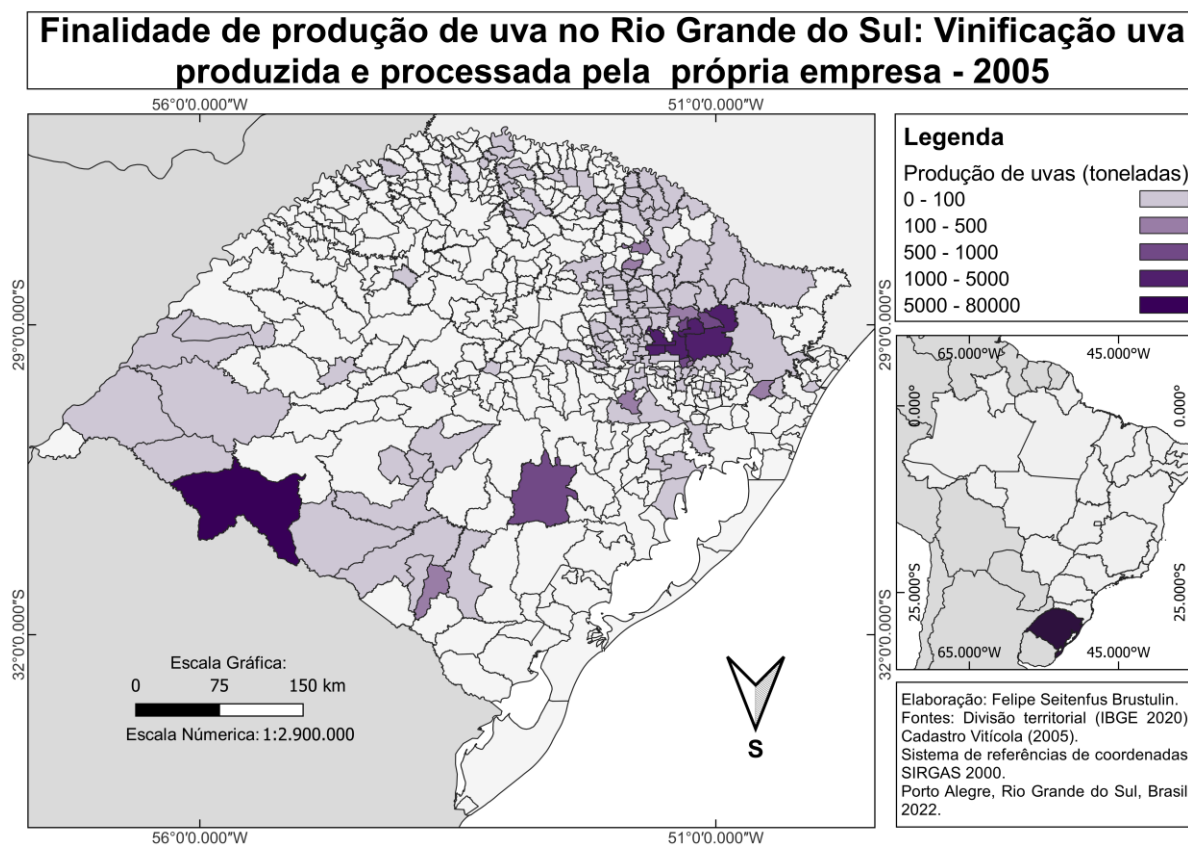 Finalidade de produção de uva no Rio Grande do Sul: Vinificação uva
produzida e processada pela própria empresa - 2005
56°0'0.000"W
51°0'0.000"W
29°0'0.000"S
29°0'0.000"S
32°0'0.000"S
32°0'0.000"S
Escala Gráfica:
0 75 150 km
Escala Númerica: 1:2.900.000
S
56°0'0.000"W
51°0'0.000"W
Legenda
Produção de uvas (toneladas)
0 - 100
100 - 500
500 - 1000
1000 - 5000
5000 - 80000
65.000°W
45.000°W
0.000°
0.000°
25.000°S
25.000°S
65.000°W
45.000°W
Elaboração: Felipe Seitenfus Brustulin.
Fontes: Divisão territorial (IBGE 2020)
Cadastro Vitícola (2005).
Sistema de referências de coordenadas
SIRGAS 2000.
Porto Alegre, Rio Grande do Sul, Brasil
2022.